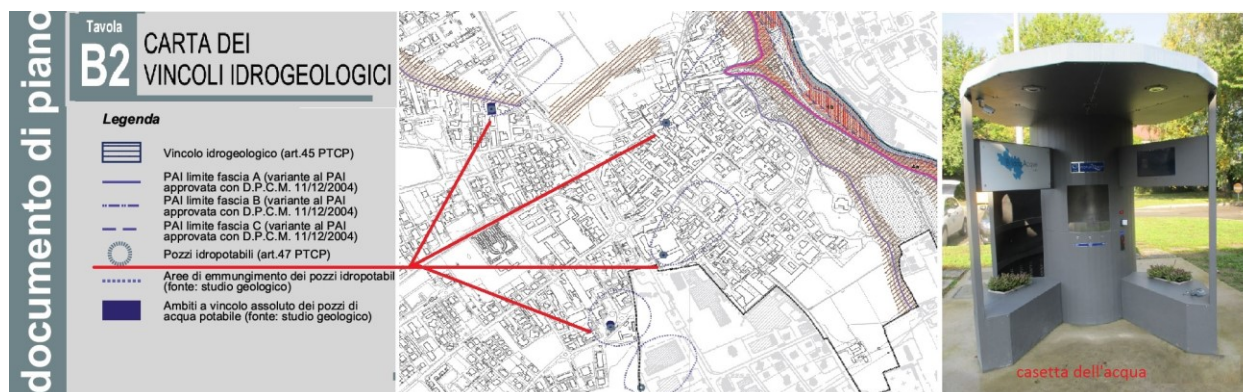 documento di piano
Tavola
B2
CARTA DEI
VINCOLI IDROGEOLOGICI
Legenda
Vincolo idrogeologico (art.45 PTCP)
PAI limite fascia A (variante al PAI
approvata con D.P.C.M. 11/12/2004)
PAI limite fascia B (variante al PAI
approvata con D.P.C.M. 11/12/2004)
PAI limite fascia C (variante al PAI
approvata con D.P.C.M. 11/12/2004)
Pozzi idropotabili (art.47 PTCP)
Aree di emmungimento dei pozzi idropotabil
(fonte: studio geologico)
Ambiti a vincolo assoluto dei pozzi di
acqua potabile (fonte: studio geologico)
casetta dell'acqua